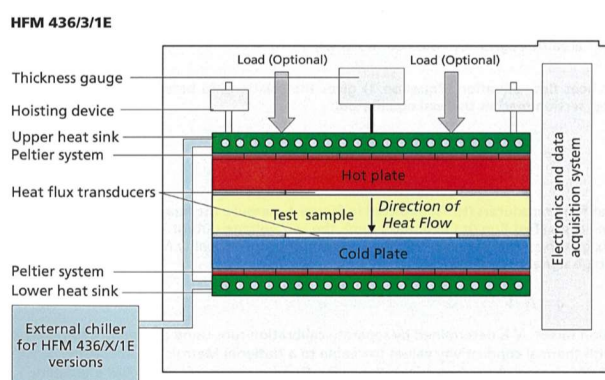 HFM 436/3/1E
Load (Optional)
Load (Optional)
Thickness gauge
Hoisting device
Upper heat sink
Peltier system
Hot plate
Heat flux transducers
Test sample
Direction of
Heat Flow
Cold Plate
Peltier system
Lower heat sink
External chiller
for HFM 436/X/1E
versions
Electronics and data
acquisition system